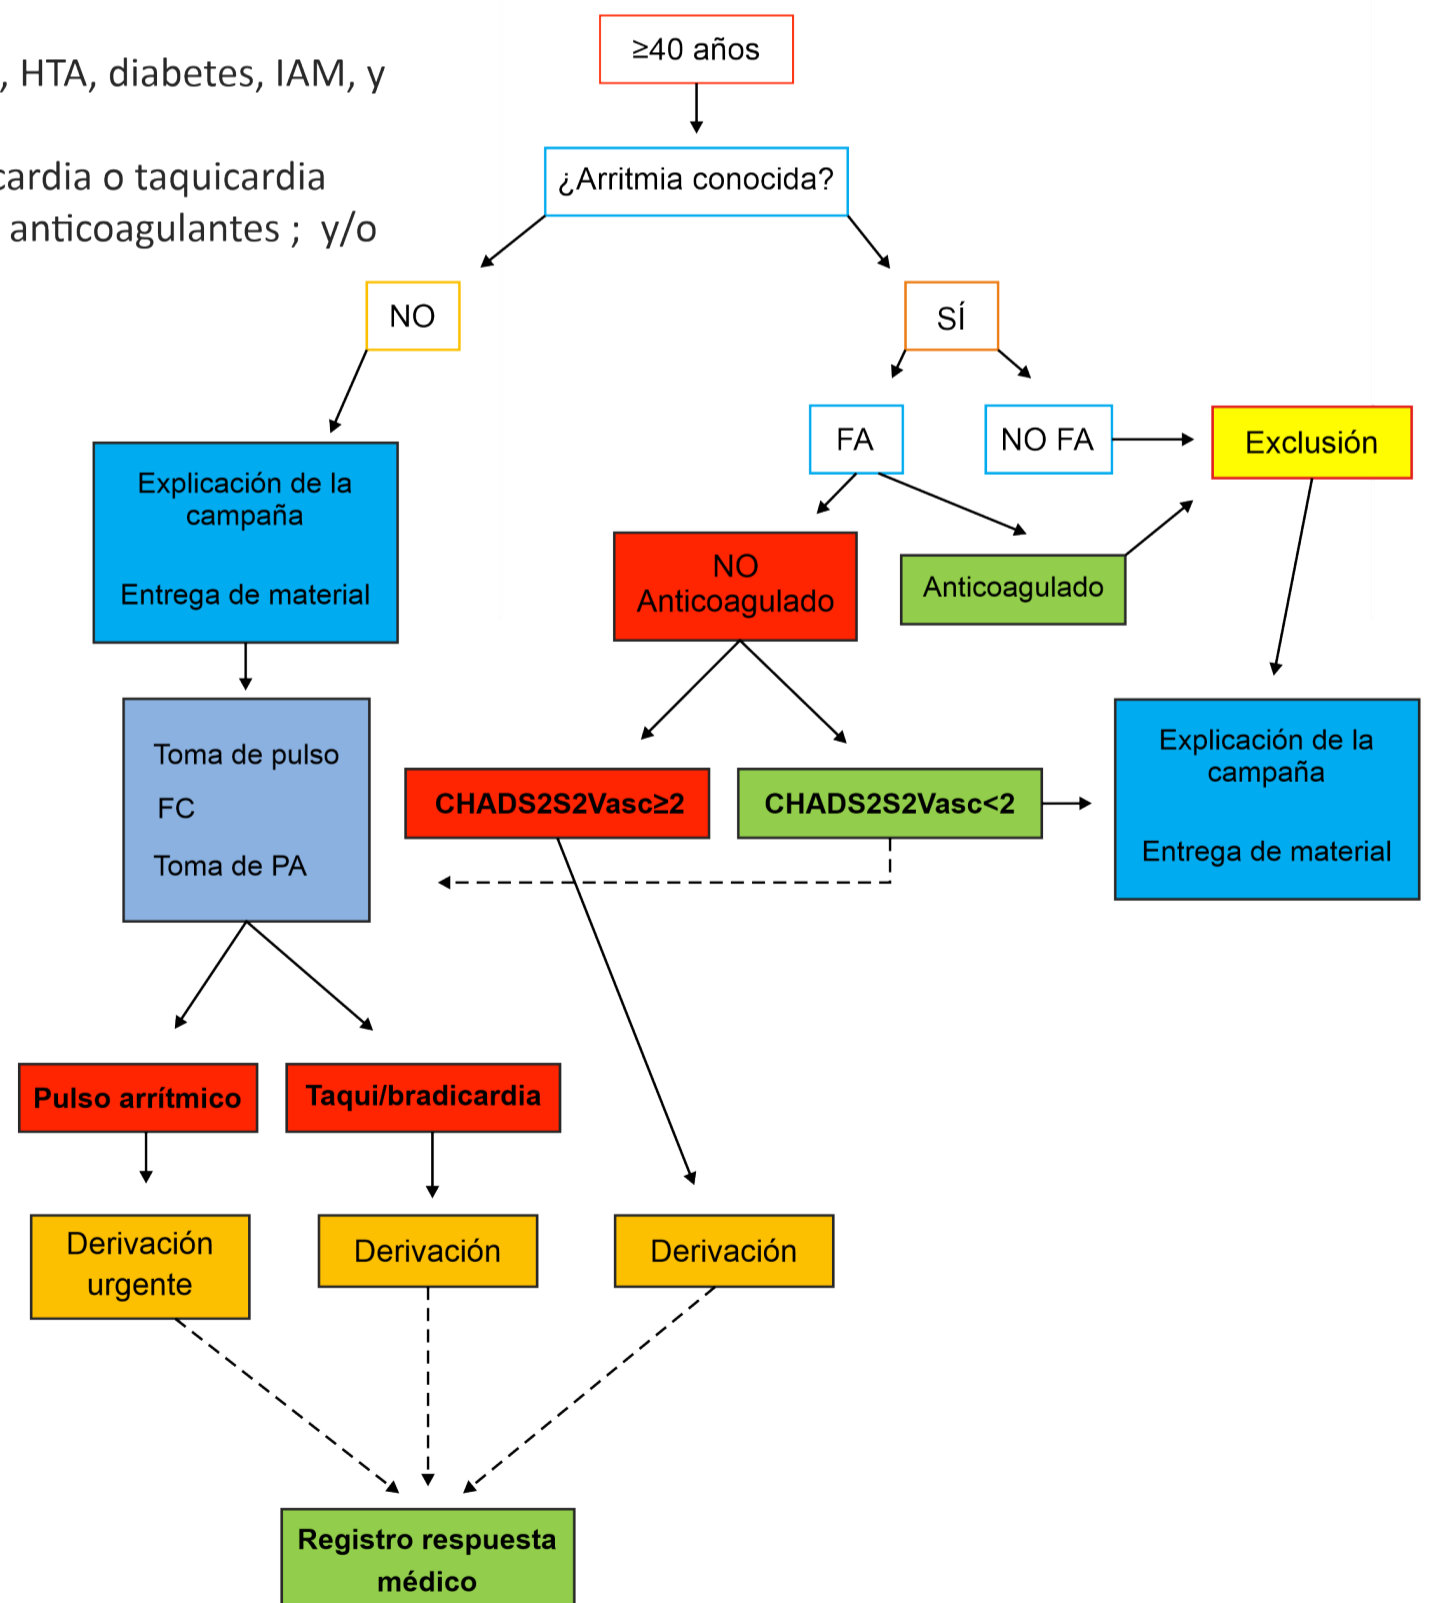 , HTA, diabetes, IAM, y
cardia o taquicardia
anticoagulantes ; y/o
≥40 años
¿Arritmia conocida?
NO
SÍ
FA
NO FA
Exclusión
Explicación de la
campaña
Entrega de material
NO
Anticoagulado
Anticoagulado
Toma de pulso
FC
Toma de PA
CHADS2S2Vasc≥2
CHADS2S2Vasc<2
Explicación de la
campaña
Entrega de material
Pulso arrítmico
Taqui/bradicardia
Derivación
urgente
Derivación
Derivación
Registro respuesta
médico